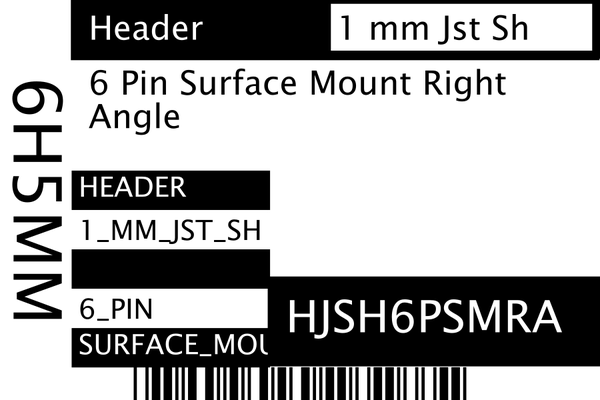 Header
1 mm Jst Sh
6 Pin Surface Mount Right
Angle
6H5MM
HEADER
1_MM_JST_SH
6_PIN
SURFACE_MOU
HJSH6PSMRA